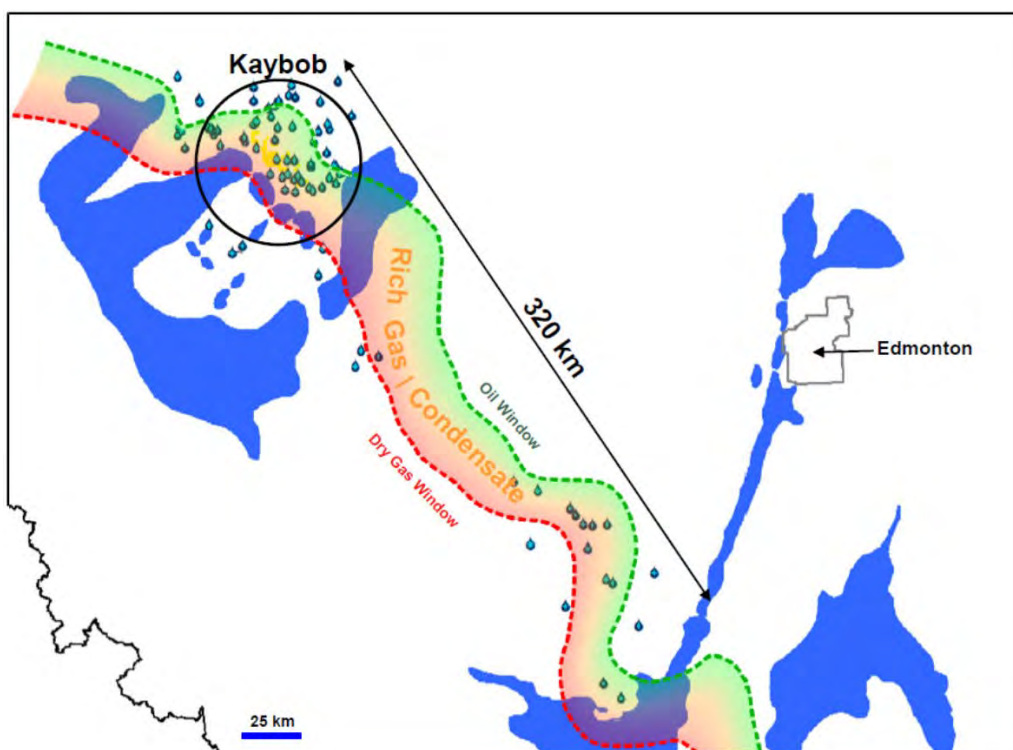 Kaybob
320 km
Edmonton
Rich Gas / Condensate
Oil Window
Dry Gas Window
25 km